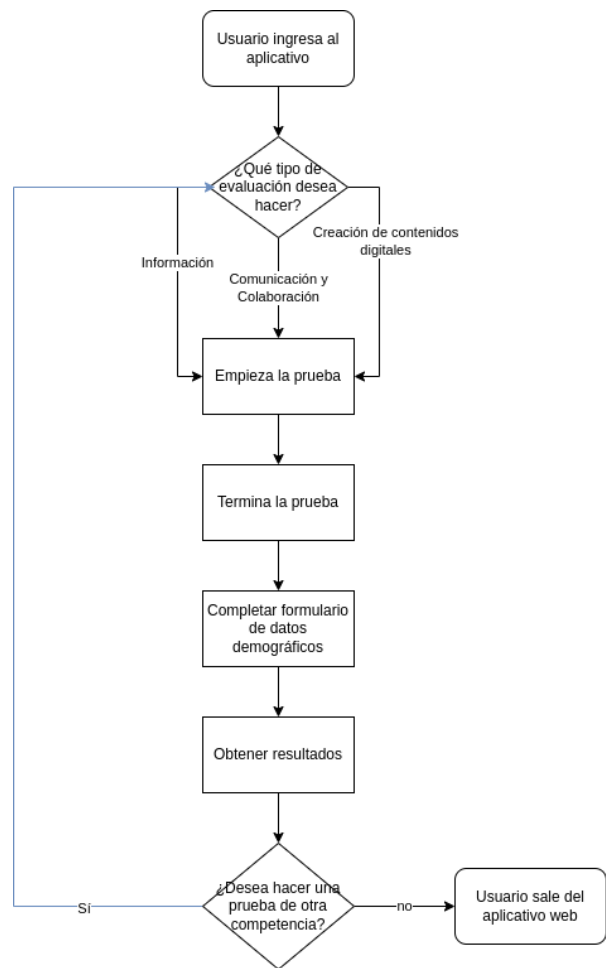 Usuario ingresa al
aplicativo
¿Qué tipo de
evaluación desea
hacer?
Creación de contenidos
digitales
Información
Comunicación y
Colaboración
Empieza la prueba
Termina la prueba
Completar formulario
de datos
demográficos
Obtener resultados
¿Desea hacer una
prueba de otra
competencia?
Sí
no
Usuario sale del
aplicativo web